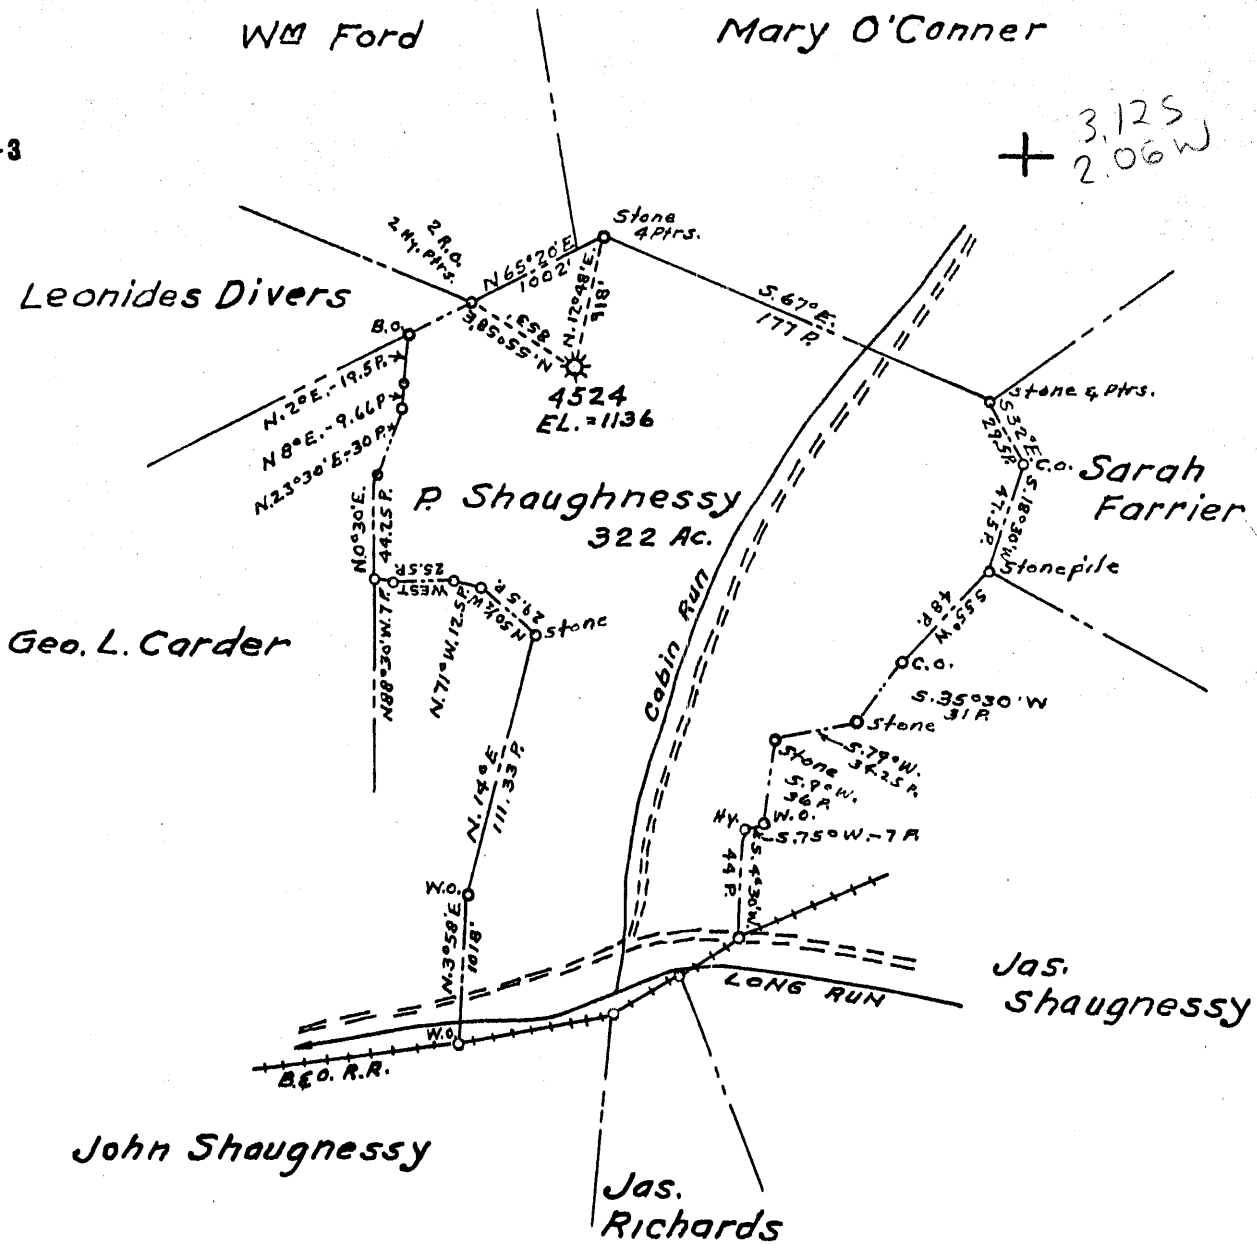 Wm Ford
Mary O'Conner
3.12 S
2.06 W
-3
Stone
4 Ptrs.
2 R.O.
2 Hy. Ptrs.
N 65°20'E
1002'
N. 12°48'E.
918'
N. 55°58'E
853'
S. 67° E.
177 P.
Leonides Divers
B.O.
N. 2° E. - 19.5 P.
N 8° E. - 9.66 P.
N. 23°30' E - 30 P.
4524
EL. = 1136
Stone & Ptrs.
S 32° E.
29.5 P.
C.O.
Sarah
Farrier
S. 18°30' W
47.5 P.
Stonepile
P. Shaughnessy
322 Ac.
N. 0°30' E.
44.25 P.
WEST
25.5 P.
N 50½ W.
29.5 P.
Stone
N 88°30' W. 7 P.
N. 71° W. 12.5 P.
Geo. L. Carder
Cabin Run
S 55° W
48 P.
C.O.
S. 35°30' W
31 P.
Stone
S. 79° W.
34.25 P.
Stone
S. 9° W.
36 P.
Hy.
W.O.
S. 75° W. - 7 P.
S. 4°30' W
44 P.
N. 14° E
111.33 P.
W.O.
N. 3°58' E
1018'
W.O.
B. & O. R.R.
LONG RUN
Jas.
Shaugnessy
John Shaugnessy
Jas.
Richards